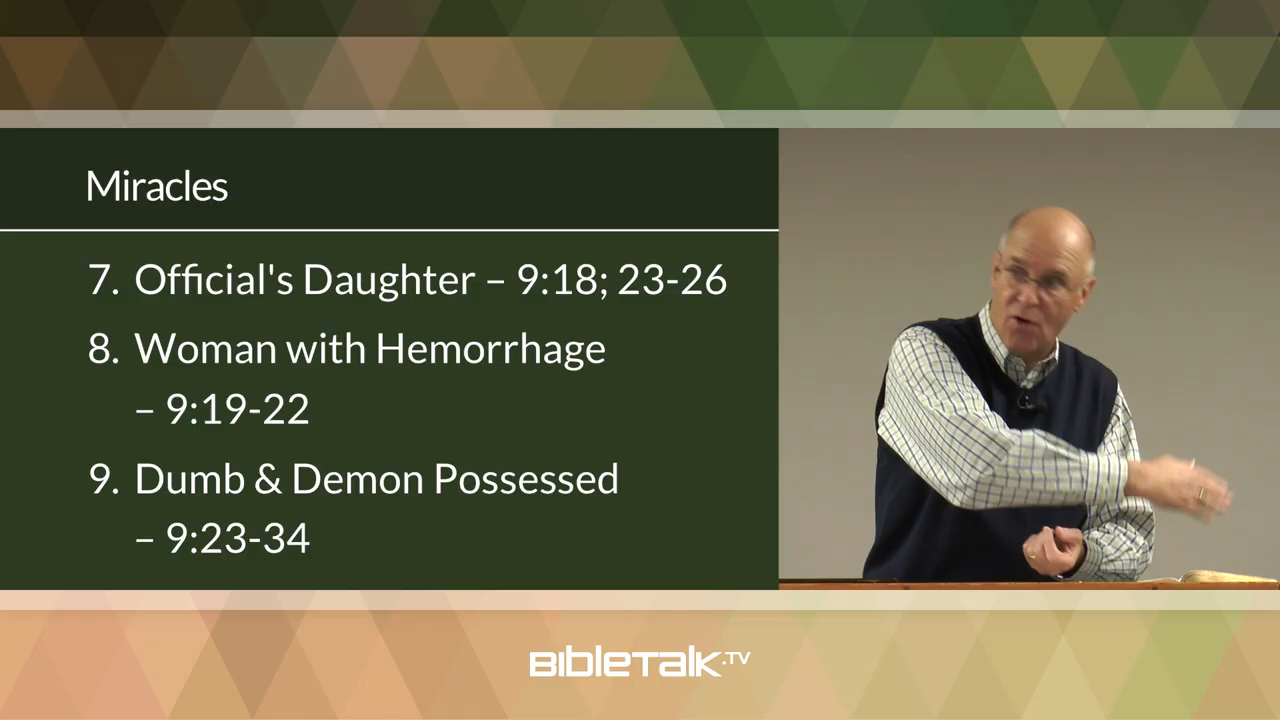 Miracles
7. Official's Daughter – 9:18; 23-26
8. Woman with Hemorrhage
– 9:19-22
9. Dumb & Demon Possessed
– 9:23-34
BibleTalk.TV